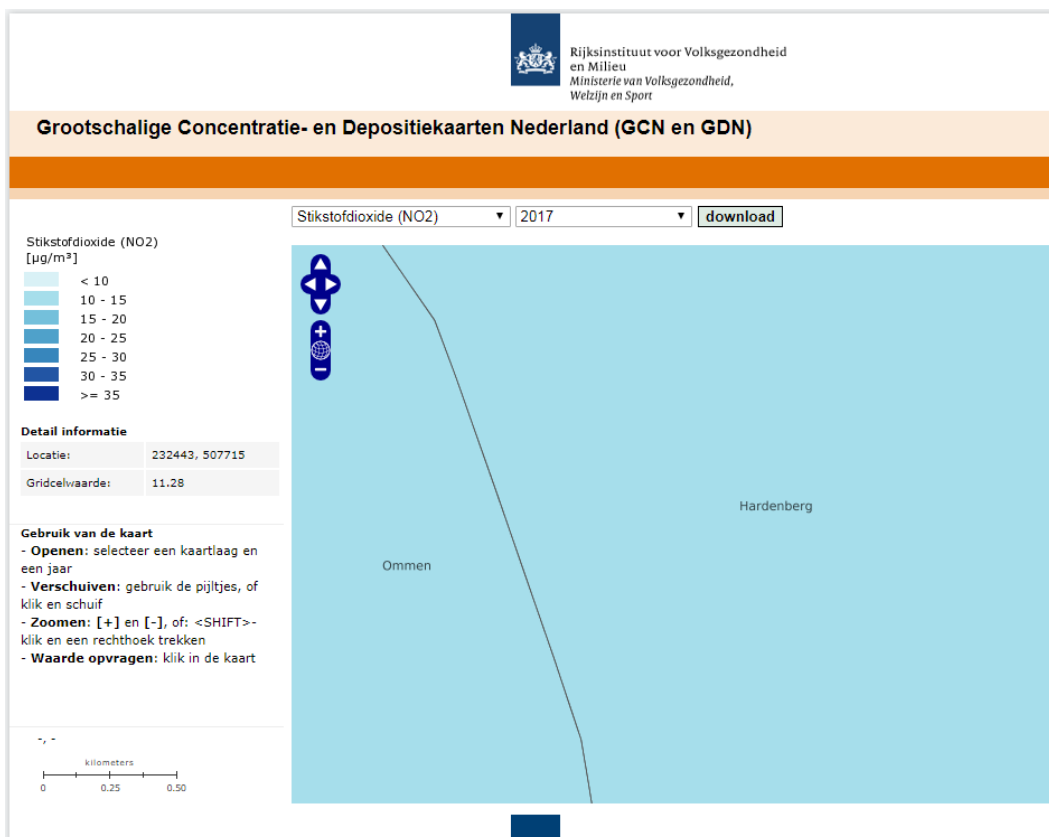 Rijksinstituut voor Volksgezondheid
en Milieu
Ministerie van Volksgezondheid,
Welzijn en Sport
Grootschalige Concentratie- en Depositiekaarten Nederland (GCN en GDN)
Stikstofdioxide (NO2) 2017 download
Stikstofdioxide (NO2)
[µg/m³]
< 10
10 - 15
15 - 20
20 - 25
25 - 30
30 - 35
>= 35
Detail informatie
Locatie: 232443, 507715
Gridcelwaarde: 11.28
Gebruik van de kaart
- Openen: selecteer een kaartlaag en
een jaar
- Verschuiven: gebruik de pijltjes, of
klik en schuif
- Zoomen: [+] en [-], of: <SHIFT>-
klik en een rechthoek trekken
- Waarde opvragen: klik in de kaart
-, -
kilometers
0 0.25 0.50
Hardenberg
Ommen